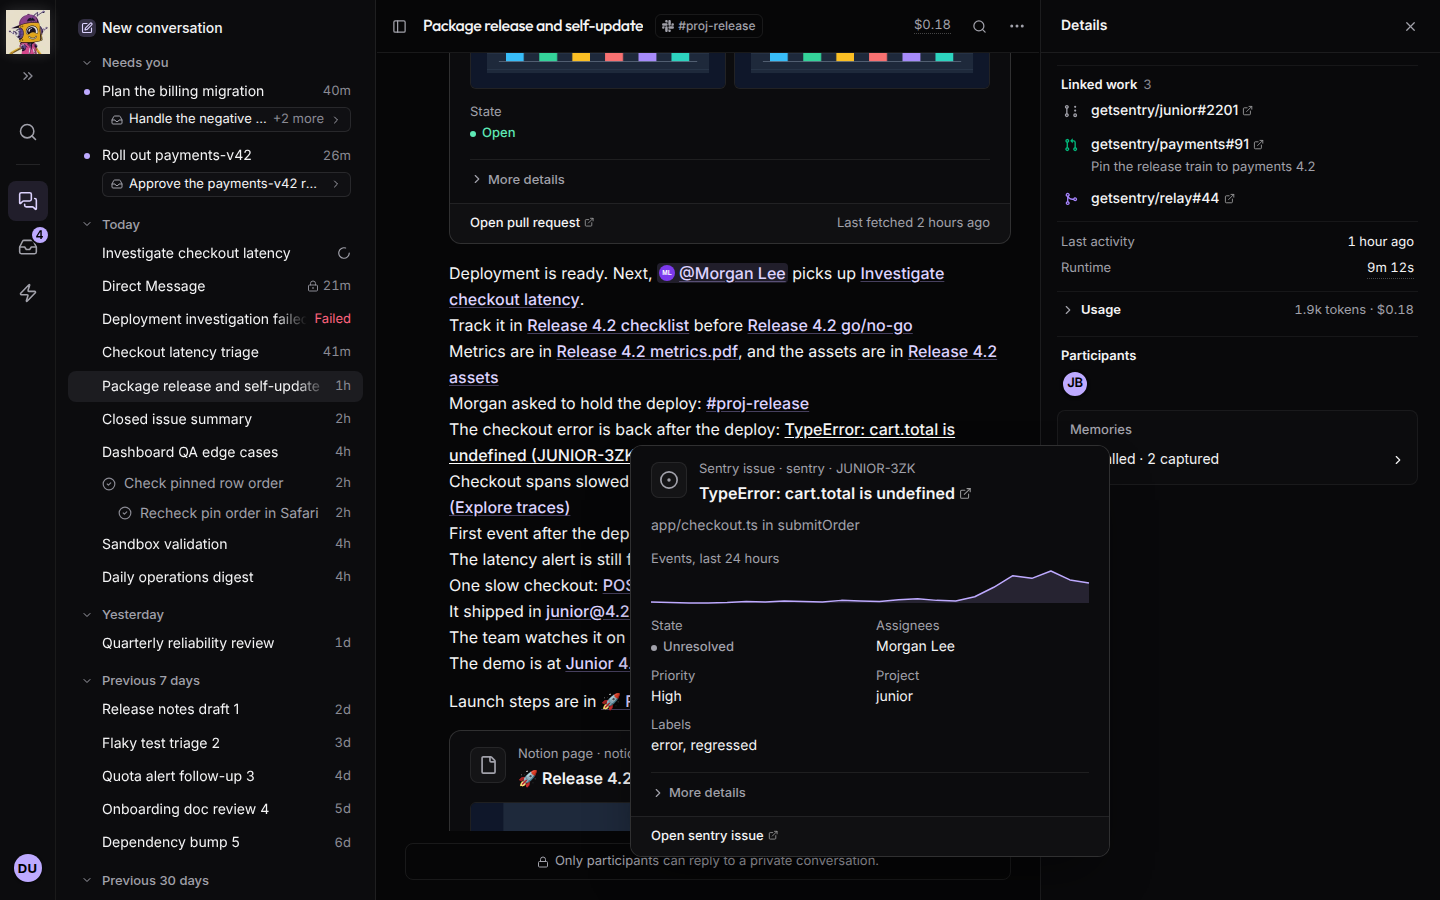 New conversation
Needs you
Plan the billing migration 40m
Handle the negative ... +2 more
Roll out payments-v42 26m
Approve the payments-v42 r...
Today
Investigate checkout latency
Direct Message 21m
Deployment investigation failed Failed
Checkout latency triage 41m
Package release and self-update 1h
Closed issue summary 2h
Dashboard QA edge cases 4h
Check pinned row order 2h
Recheck pin order in Safari 2h
Sandbox validation 4h
Daily operations digest 4h
Yesterday
Quarterly reliability review 1d
Previous 7 days
Release notes draft 1 2d
Flaky test triage 2 3d
Quota alert follow-up 3 4d
Onboarding doc review 4 5d
Dependency bump 5 6d
Previous 30 days
4
DU
Package release and self-update #proj-release $0.18
State
Open
More details
Open pull request Last fetched 2 hours ago
Deployment is ready. Next, ML @Morgan Lee picks up Investigate
checkout latency.
Track it in Release 4.2 checklist before Release 4.2 go/no-go
Metrics are in Release 4.2 metrics.pdf, and the assets are in Release 4.2
assets
Morgan asked to hold the deploy: #proj-release
The checkout error is back after the deploy: TypeError: cart.total is
undefined (JUNIOR-3ZK
Checkout spans slowed
(Explore traces)
First event after the dep
The latency alert is still f
One slow checkout: POS
It shipped in junior@4.2
The team watches it on
The demo is at Junior 4.
Launch steps are in 🚀 R
Notion page · notio
🚀 Release 4.2
Only participants can reply to a private conversation.
Sentry issue · sentry · JUNIOR-3ZK
TypeError: cart.total is undefined
app/checkout.ts in submitOrder
Events, last 24 hours
State Assignees
Unresolved Morgan Lee
Priority Project
High junior
Labels
error, regressed
More details
Open sentry issue
Details
Linked work 3
getsentry/junior#2201
getsentry/payments#91
Pin the release train to payments 4.2
getsentry/relay#44
Last activity 1 hour ago
Runtime 9m 12s
Usage 1.9k tokens · $0.18
Participants
JB
Memories
lled · 2 captured